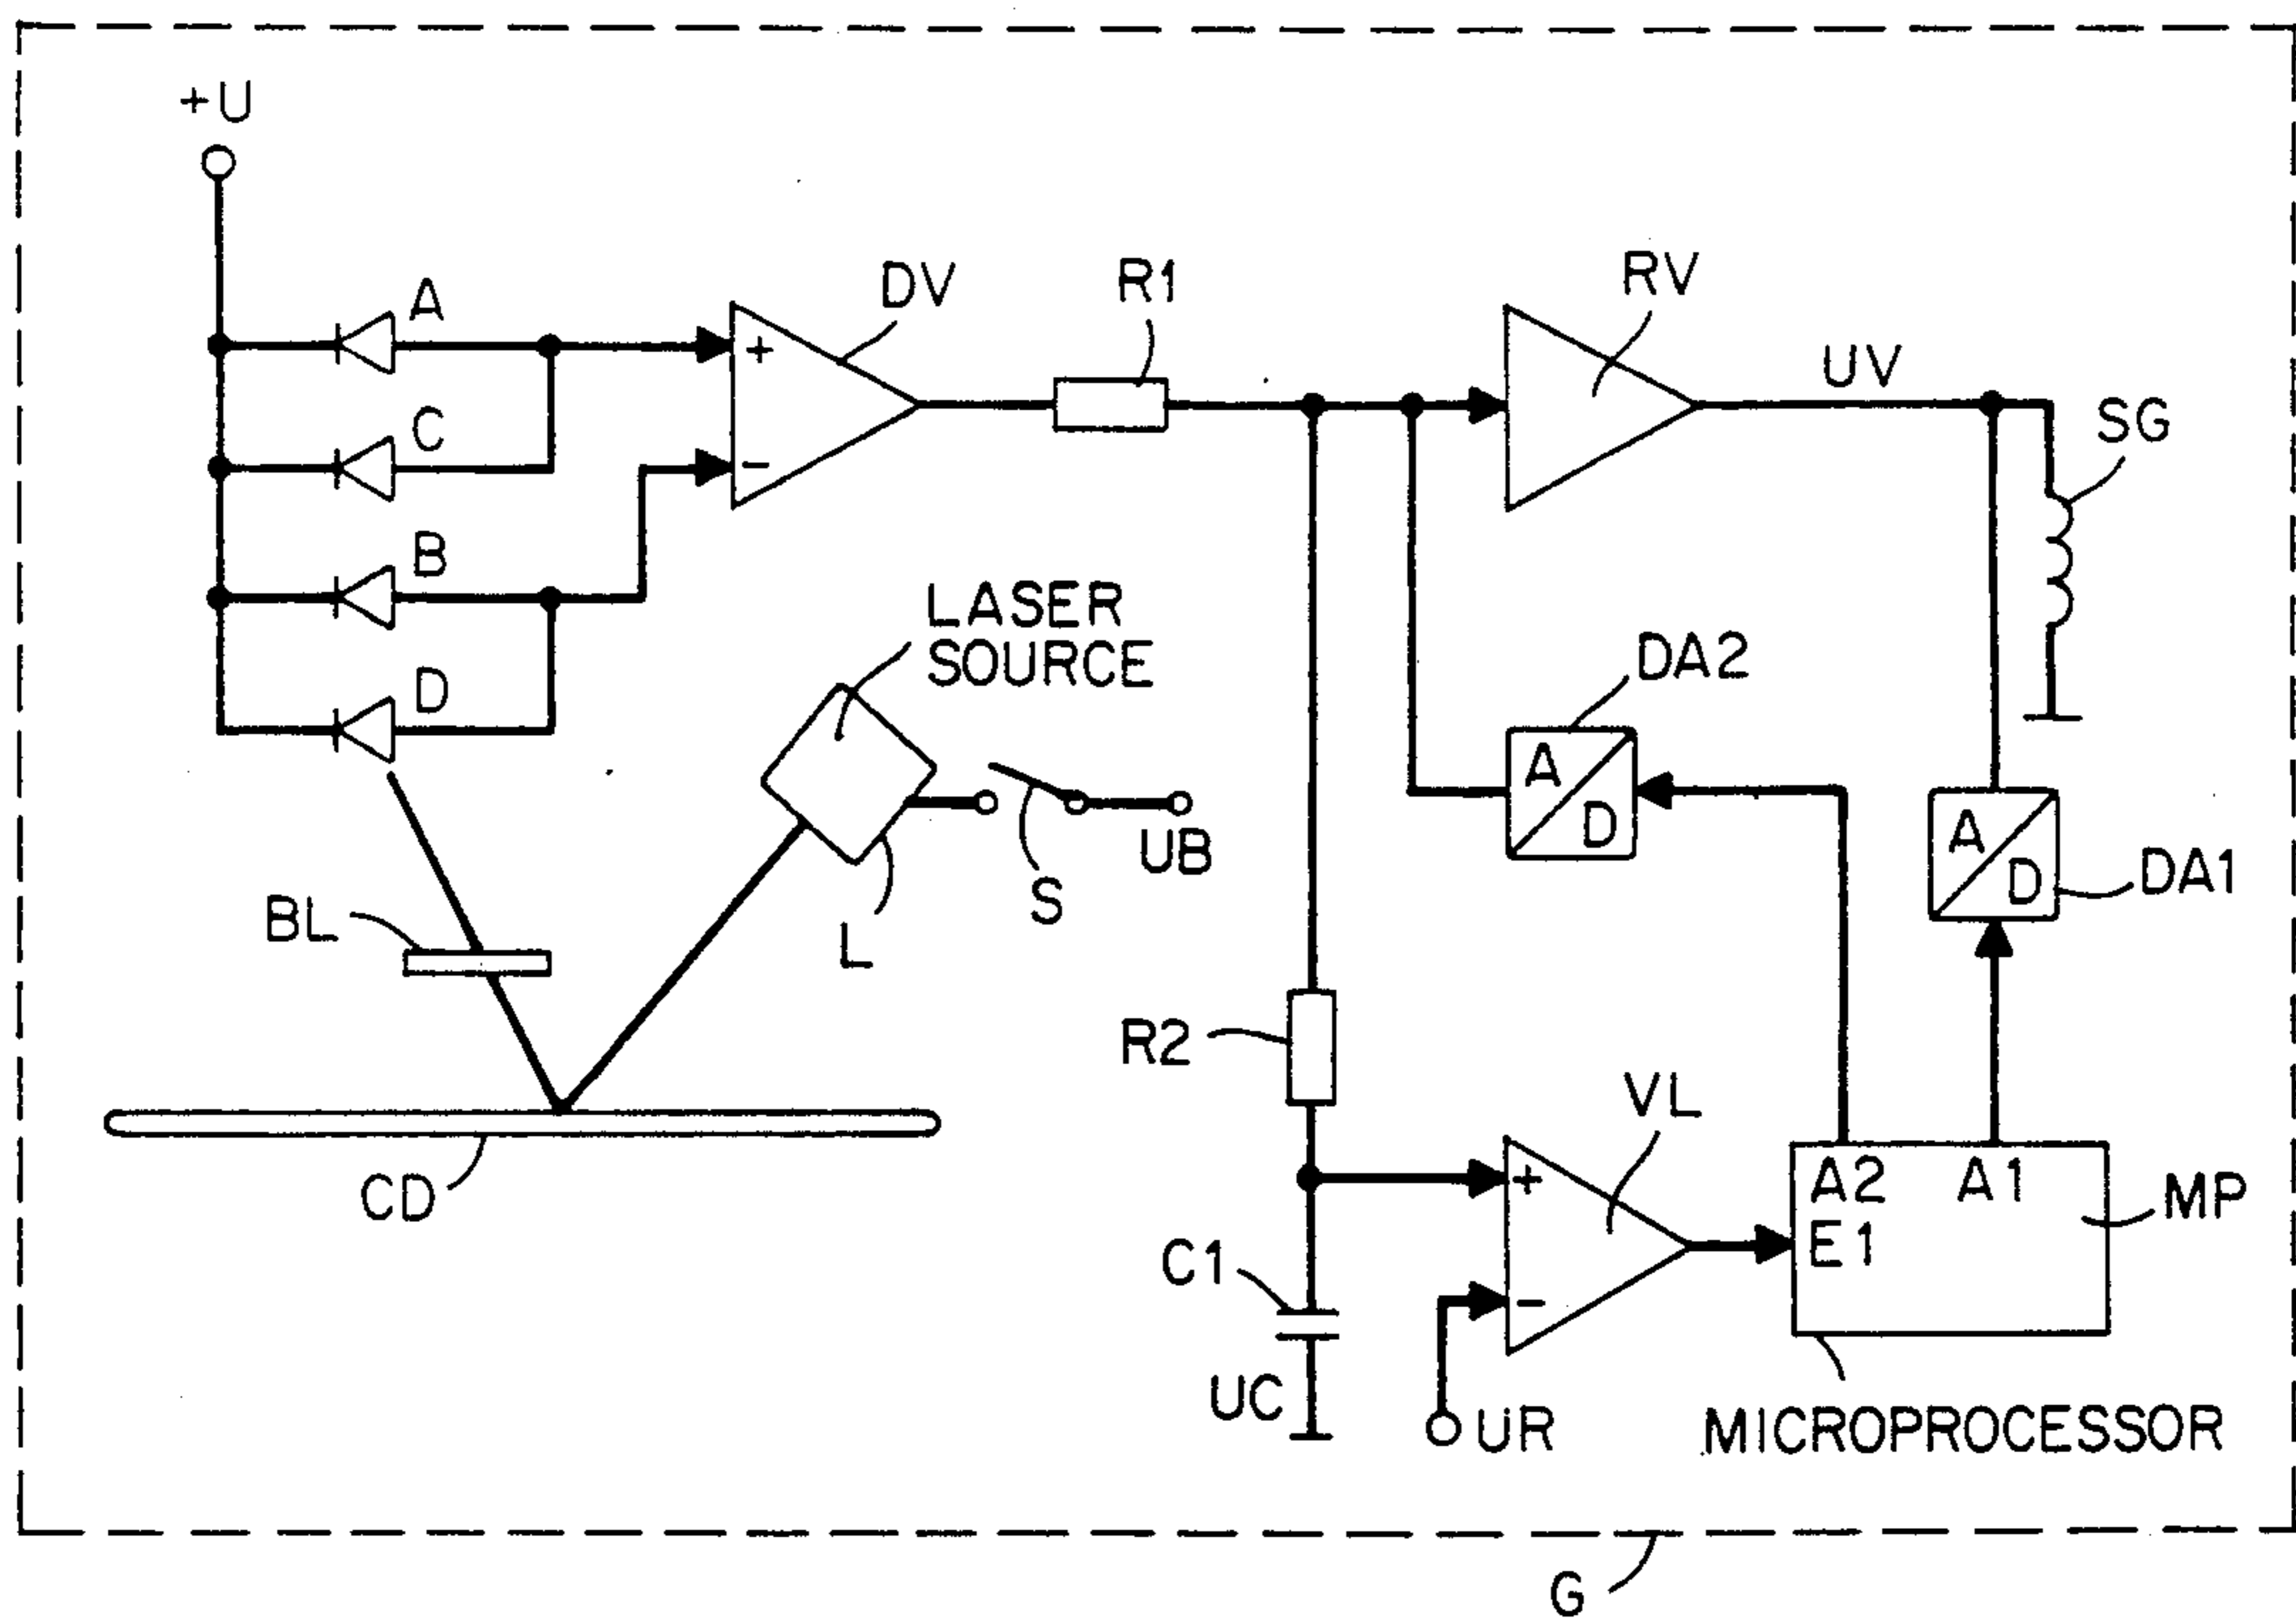 +U
A
C
B
D
+
−
DV
R1
RV
UV
SG
LASER
SOURCE
L
S
UB
BL
CD
DA2
A
D
A
D
DA1
R2
C1
UC
VL
+
−
UR
A2
A1
E1
MP
MICROPROCESSOR
G